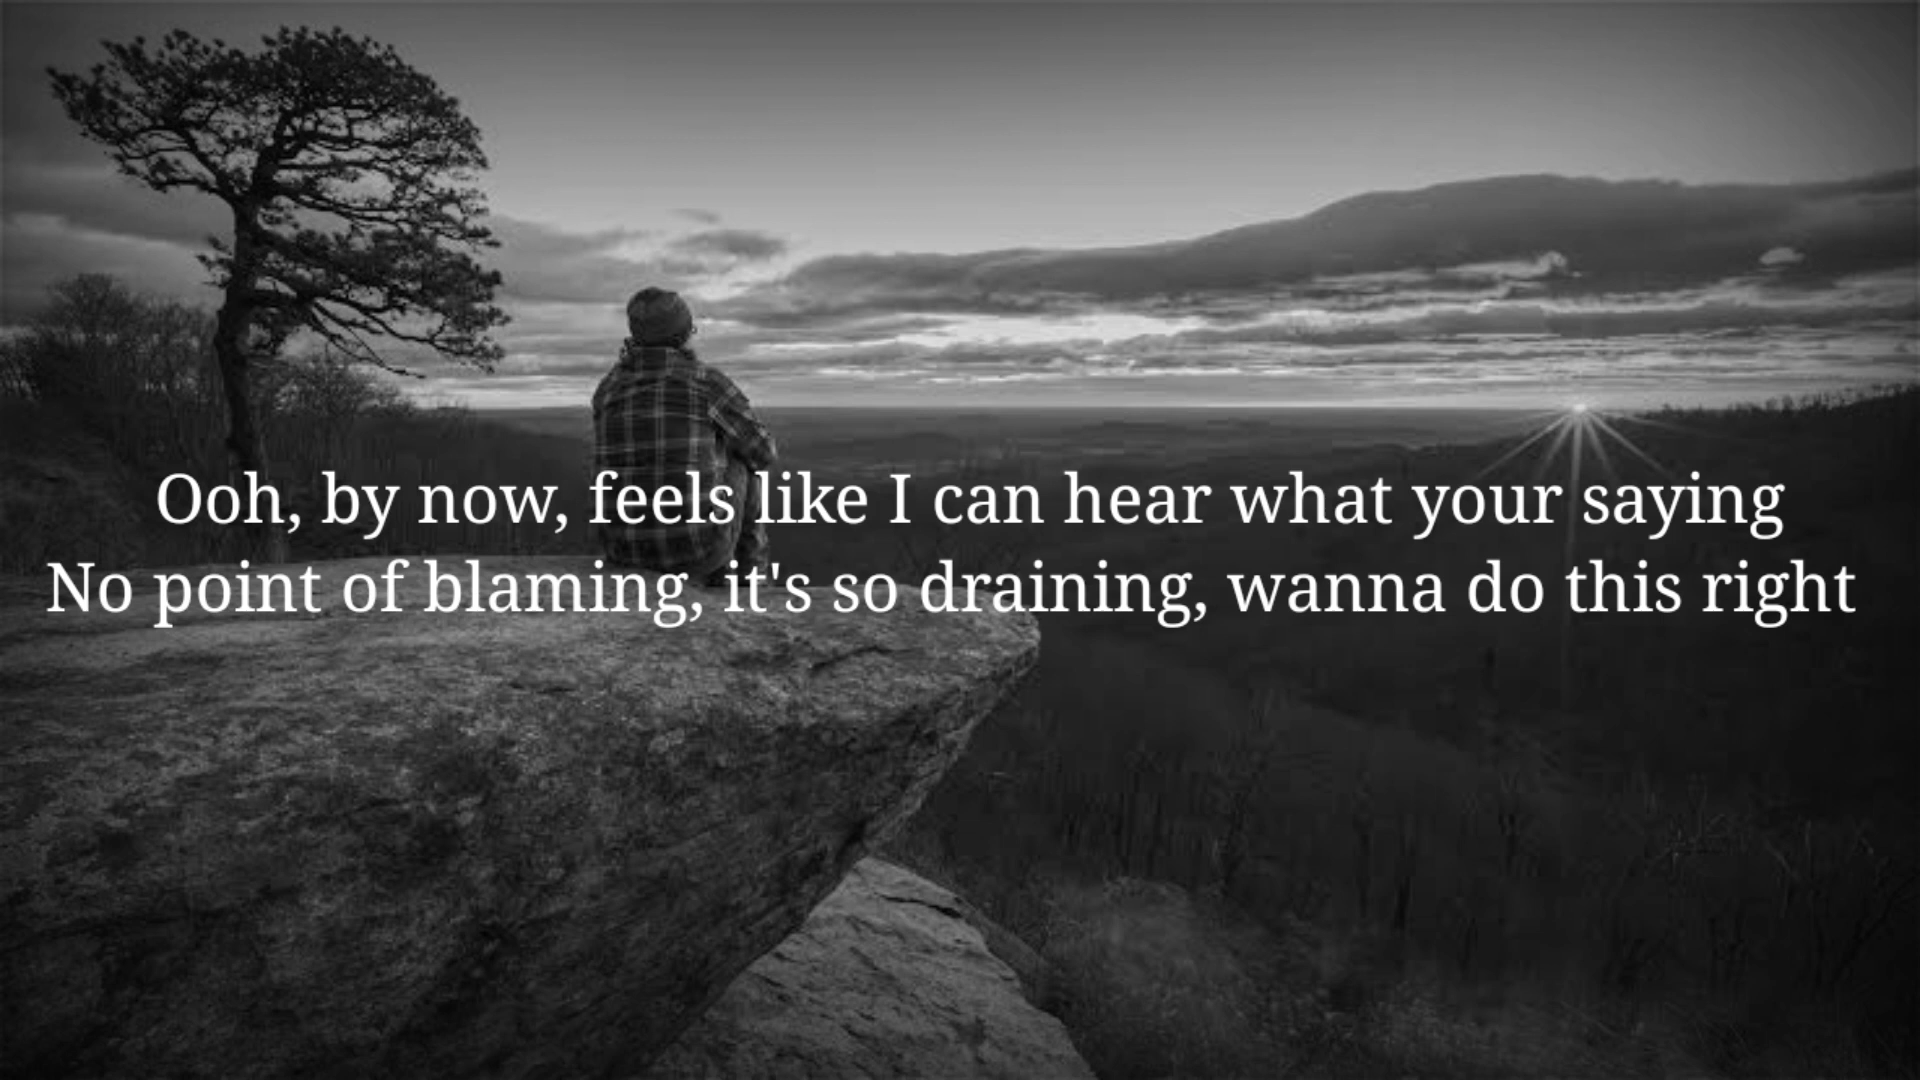 Ooh, by now, feels like I can hear what your saying
No point of blaming, it's so draining, wanna do this right